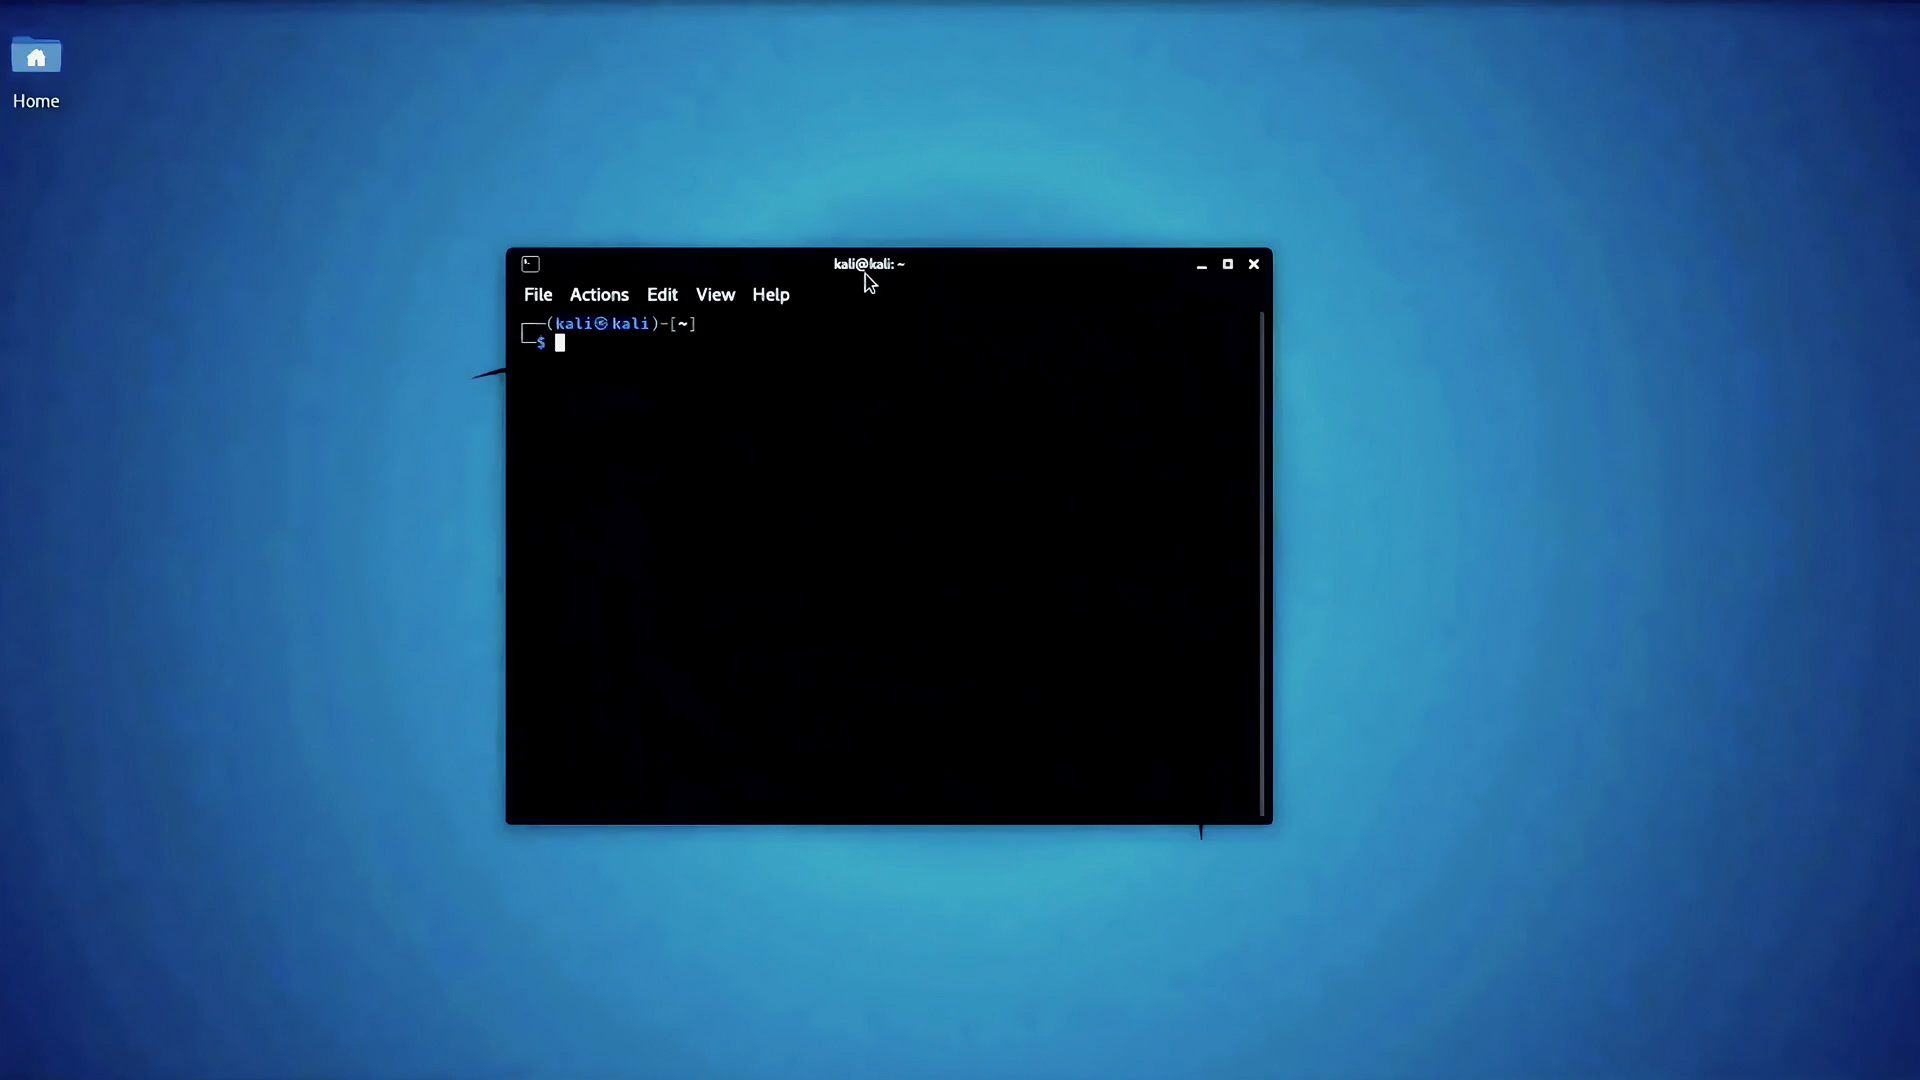 Home
kali@kali: ~
File Actions Edit View Help
┌──(kali㉿kali)-[~]
└─$